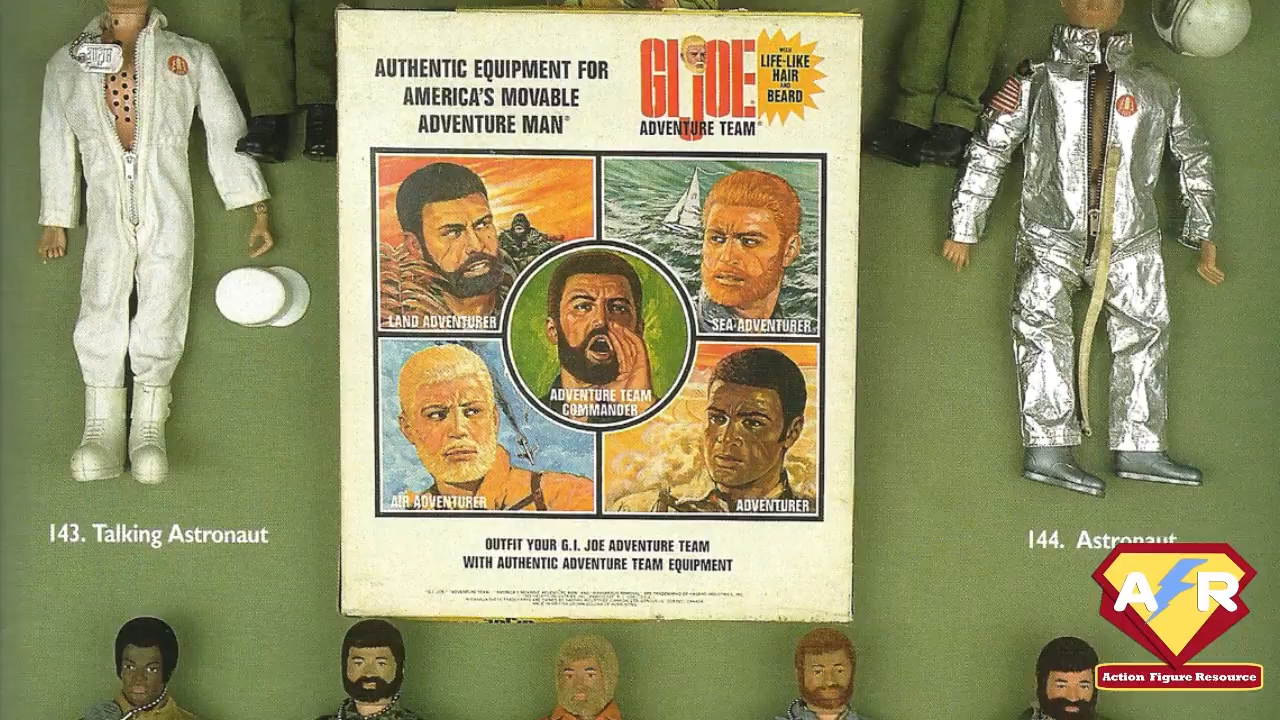 AUTHENTIC EQUIPMENT FOR
AMERICA'S MOVABLE
ADVENTURE MAN®
GI JOE®
ADVENTURE TEAM®
WITH
LIFE-LIKE
HAIR
AND
BEARD
LAND ADVENTURER
SEA ADVENTURER
ADVENTURE TEAM
COMMANDER
AIR ADVENTURER
ADVENTURER
OUTFIT YOUR G.I. JOE ADVENTURE TEAM
WITH AUTHENTIC ADVENTURE TEAM EQUIPMENT
143. Talking Astronaut
144. Astronaut
A R
Action Figure Resource